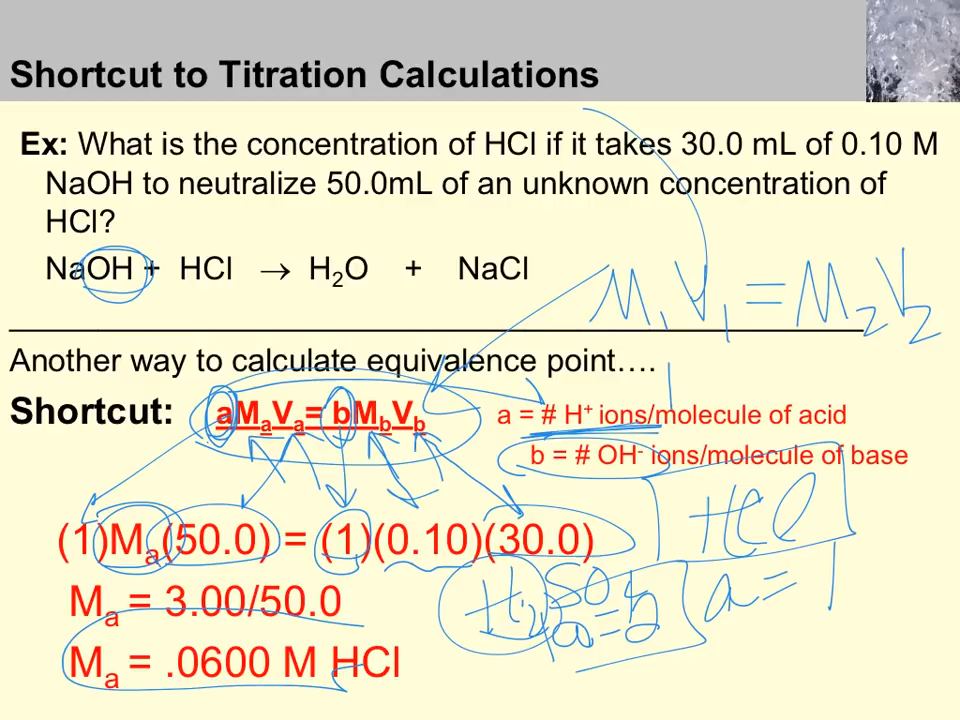 Shortcut to Titration Calculations
Ex: What is the concentration of HCl if it takes 30.0 mL of 0.10 M
NaOH to neutralize 50.0mL of an unknown concentration of
HCl?
NaOH + HCl → H₂O + NaCl
M₁V₁ = M₂V₂
Another way to calculate equivalence point….
Shortcut: aMₐVₐ= bM_bV_b
a = # H⁺ ions/molecule of acid
b = # OH⁻ ions/molecule of base
HCl
a = 1
(1)Mₐ(50.0) = (1)(0.10)(30.0)
H₂SO₄
a = 2
Mₐ = 3.00/50.0
Mₐ = .0600 M HCl